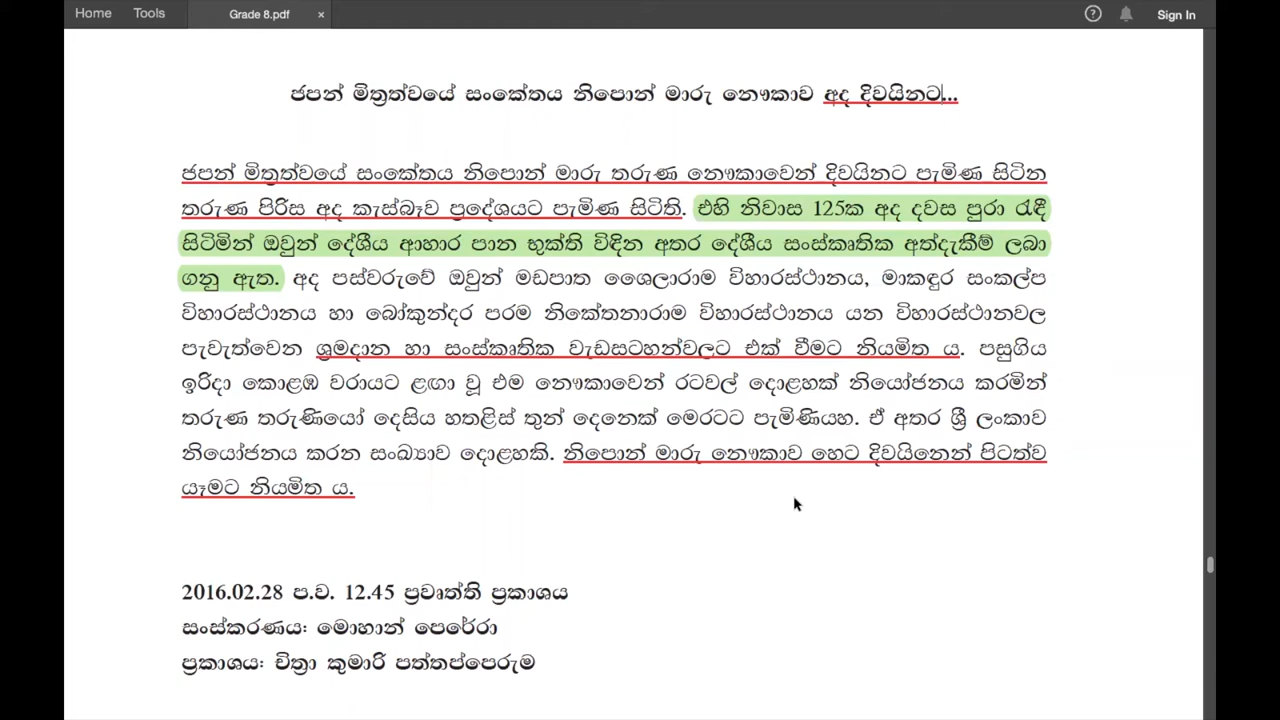 Home Tools Grade 8.pdf × Sign In
ජපන් මිත්‍රත්වයේ සංකේතය නිපොන් මාරු නෞකාව අද දිවයිනට...
ජපන් මිත්‍රත්වයේ සංකේතය නිපොන් මාරු තරුණ නෞකාවෙන් දිවයිනට පැමිණ සිටින
තරුණ පිරිස අද කැස්බෑව ප්‍රදේශයට පැමිණ සිටිති. එහි නිවාස 125ක අද දවස පුරා රැඳී
සිටිමින් ඔවුන් දේශීය ආහාර පාන භුක්ති විඳින අතර දේශීය සංස්කෘතික අත්දැකීම් ලබා
ගනු ඇත. අද පස්වරුවේ ඔවුන් මඩපාත ශෛලාරාම විහාරස්ථානය, මාකඳුර සංකල්ප
විහාරස්ථානය හා බෝකුන්දර පරම නිකේතනාරාම විහාරස්ථානය යන විහාරස්ථානවල
පැවැත්වෙන ශ්‍රමදාන හා සංස්කෘතික වැඩසටහන්වලට එක් වීමට නියමිත ය. පසුගිය
ඉරිදා කොළඹ වරායට ළඟා වූ එම නෞකාවෙන් රටවල් දොළහක් නියෝජනය කරමින්
තරුණ තරුණියෝ දෙසිය හතළිස් තුන් දෙනෙක් මෙරටට පැමිණියහ. ඒ අතර ශ්‍රී ලංකාව
නියෝජනය කරන සංඛ්‍යාව දොළහකි. නිපොන් මාරු නෞකාව හෙට දිවයිනෙන් පිටත්ව
යෑමට නියමිත ය.
2016.02.28 ප.ව. 12.45 ප්‍රවෘත්ති ප්‍රකාශය
සංස්කරණය: මොහාන් පෙරේරා
ප්‍රකාශය: චිත්‍රා කුමාරි පත්තප්පෙරුම